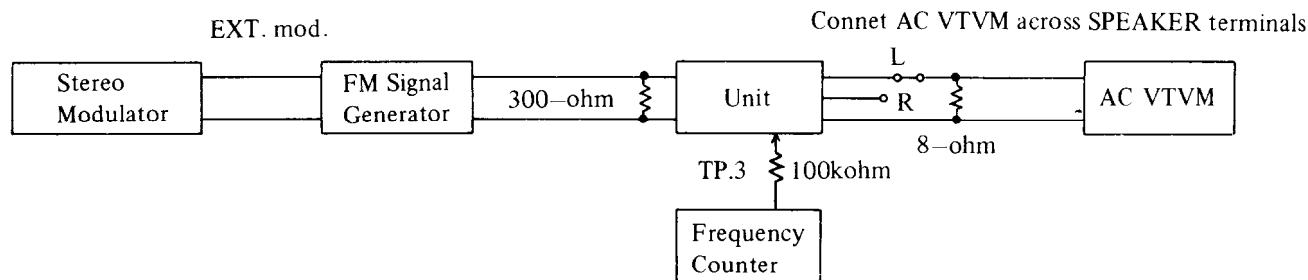 Connet AC VTVM across SPEAKER terminals
EXT. mod.
Stereo
Modulator
FM Signal
Generator
300-ohm
Unit
L
R
8-ohm
AC VTVM
TP.3
100kohm
Frequency
Counter